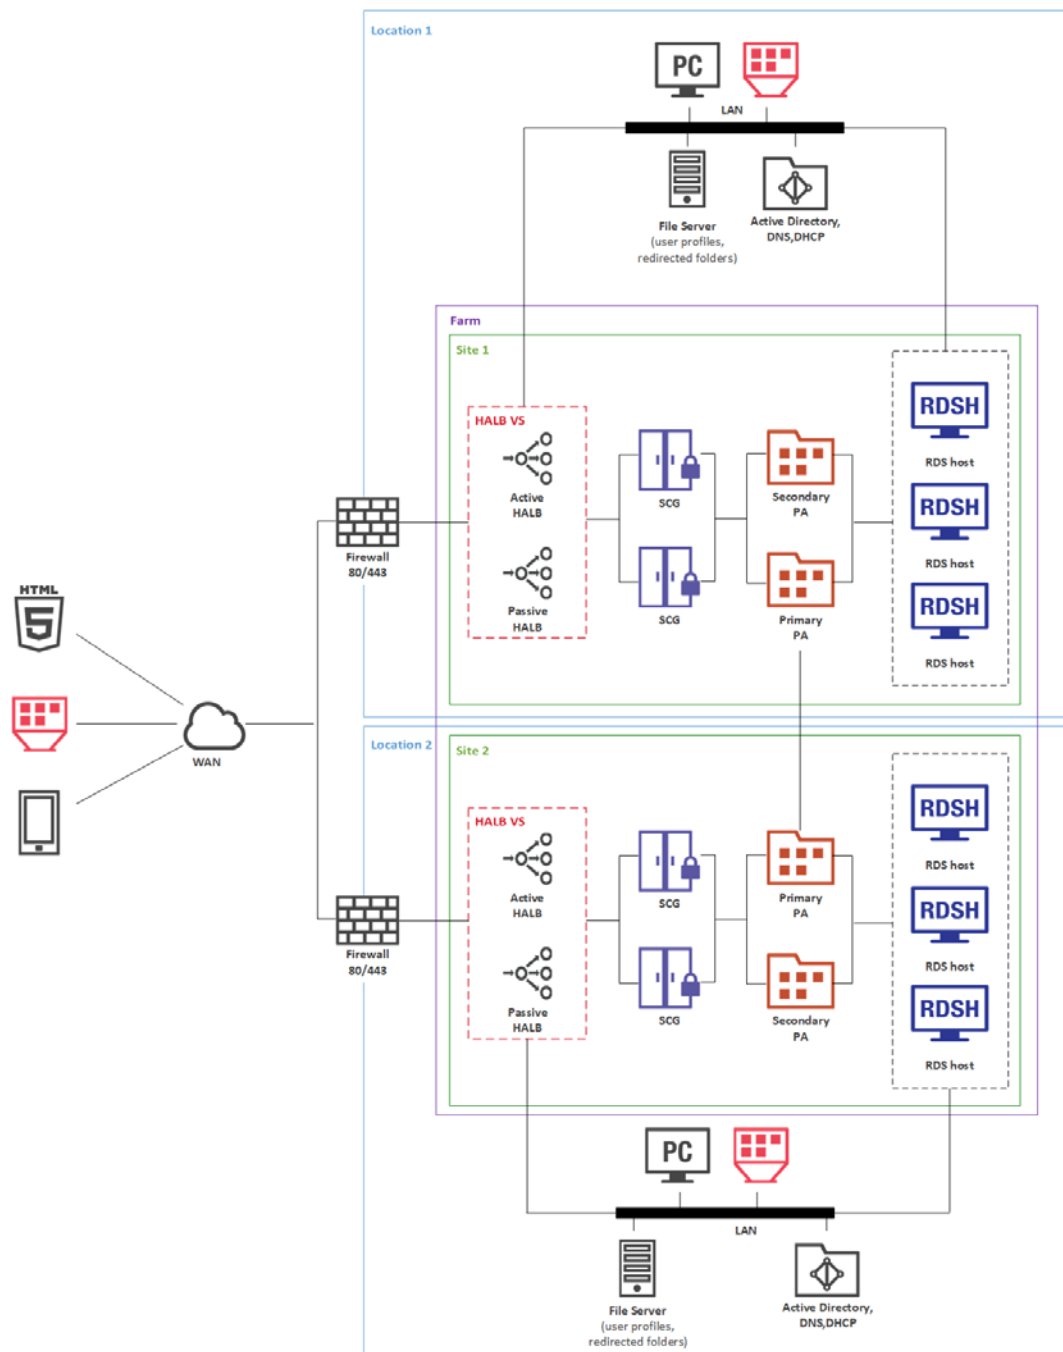 Location 1
PC
LAN
File Server
(user profiles,
redirected folders)
Active Directory,
DNS,DHCP
Farm
Site 1
HALB VS
Active
HALB
Passive
HALB
SCG
SCG
Secondary
PA
Primary
PA
RDSH
RDS host
RDSH
RDS host
RDSH
RDS host
Firewall
80/443
HTML
5
WAN
Location 2
Site 2
HALB VS
Active
HALB
Passive
HALB
SCG
SCG
Primary
PA
Secondary
PA
RDSH
RDS host
RDSH
RDS host
RDSH
RDS host
Firewall
80/443
PC
LAN
File Server
(user profiles,
redirected folders)
Active Directory,
DNS,DHCP